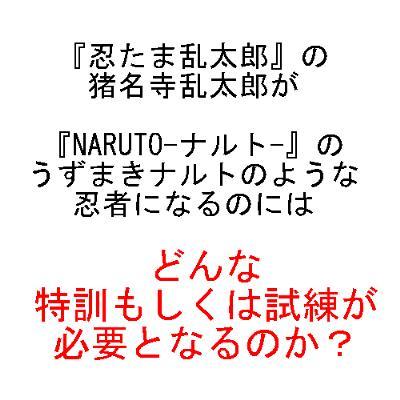 『忍たま乱太郎』の
猪名寺乱太郎が
『NARUTO-ナルト-』の
うずまきナルトのような
忍者になるのには
どんな
特訓もしくは試練が
必要となるのか？